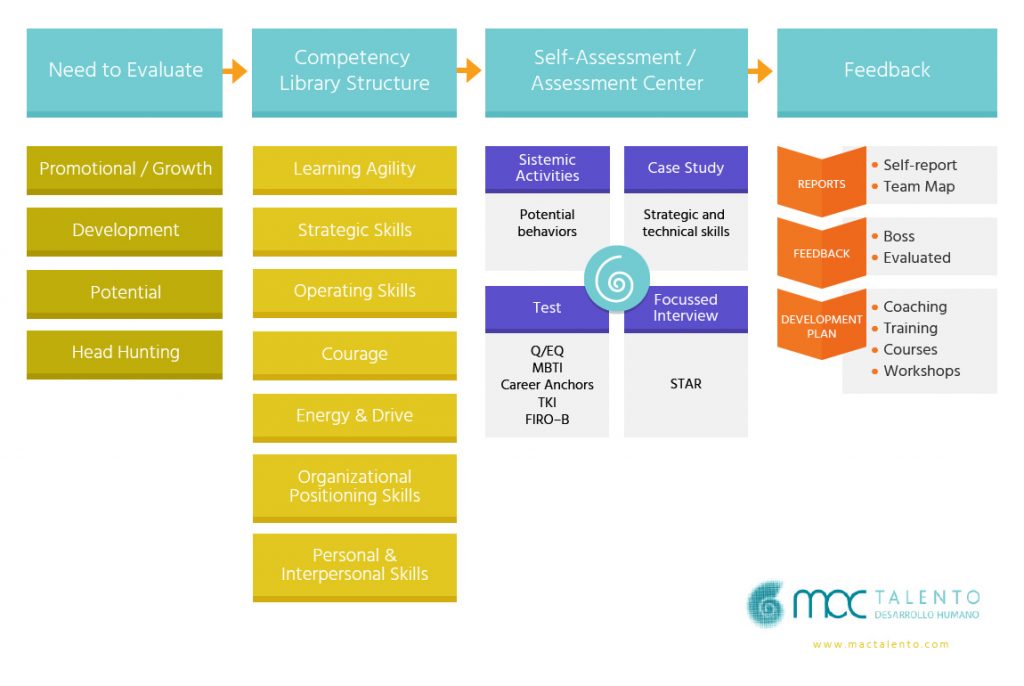 Need to Evaluate
Competency
Library Structure
Self-Assessment /
Assessment Center
Feedback
Promotional / Growth
Development
Potential
Head Hunting
Learning Agility
Strategic Skills
Operating Skills
Courage
Energy & Drive
Organizational
Positioning Skills
Personal &
Interpersonal Skills
Sistemic
Activities
Potential
behaviors
Case Study
Strategic and
technical skills
Test
Q/EQ
MBTI
Career Anchors
TKI
FIRO–B
Focussed
Interview
STAR
REPORTS
• Self-report
• Team Map
FEEDBACK
• Boss
• Evaluated
DEVELOPMENT
PLAN
• Coaching
• Training
• Courses
• Workshops
mac TALENTO
DESARROLLO HUMANO
www.mactalento.com